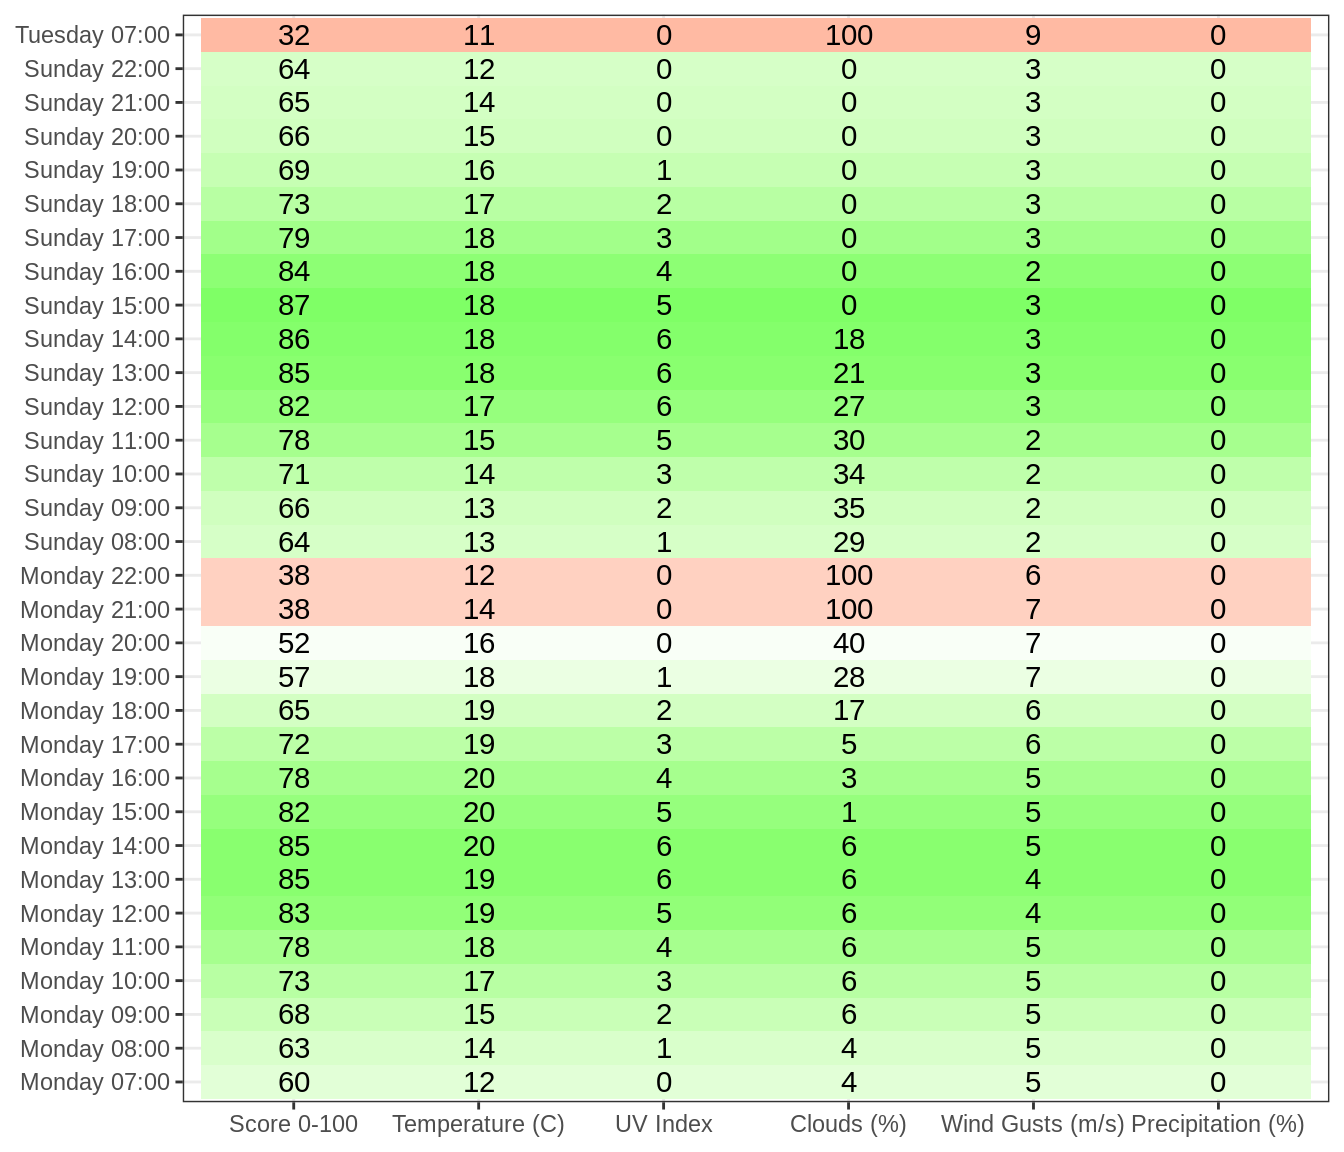 Tuesday 07:00 32 11 0 100 9 0
Sunday 22:00 64 12 0 0 3 0
Sunday 21:00 65 14 0 0 3 0
Sunday 20:00 66 15 0 0 3 0
Sunday 19:00 69 16 1 0 3 0
Sunday 18:00 73 17 2 0 3 0
Sunday 17:00 79 18 3 0 3 0
Sunday 16:00 84 18 4 0 2 0
Sunday 15:00 87 18 5 0 3 0
Sunday 14:00 86 18 6 18 3 0
Sunday 13:00 85 18 6 21 3 0
Sunday 12:00 82 17 6 27 3 0
Sunday 11:00 78 15 5 30 2 0
Sunday 10:00 71 14 3 34 2 0
Sunday 09:00 66 13 2 35 2 0
Sunday 08:00 64 13 1 29 2 0
Monday 22:00 38 12 0 100 6 0
Monday 21:00 38 14 0 100 7 0
Monday 20:00 52 16 0 40 7 0
Monday 19:00 57 18 1 28 7 0
Monday 18:00 65 19 2 17 6 0
Monday 17:00 72 19 3 5 6 0
Monday 16:00 78 20 4 3 5 0
Monday 15:00 82 20 5 1 5 0
Monday 14:00 85 20 6 6 5 0
Monday 13:00 85 19 6 6 4 0
Monday 12:00 83 19 5 6 4 0
Monday 11:00 78 18 4 6 5 0
Monday 10:00 73 17 3 6 5 0
Monday 09:00 68 15 2 6 5 0
Monday 08:00 63 14 1 4 5 0
Monday 07:00 60 12 0 4 5 0
Score 0-100 Temperature (C) UV Index Clouds (%) Wind Gusts (m/s) Precipitation (%)